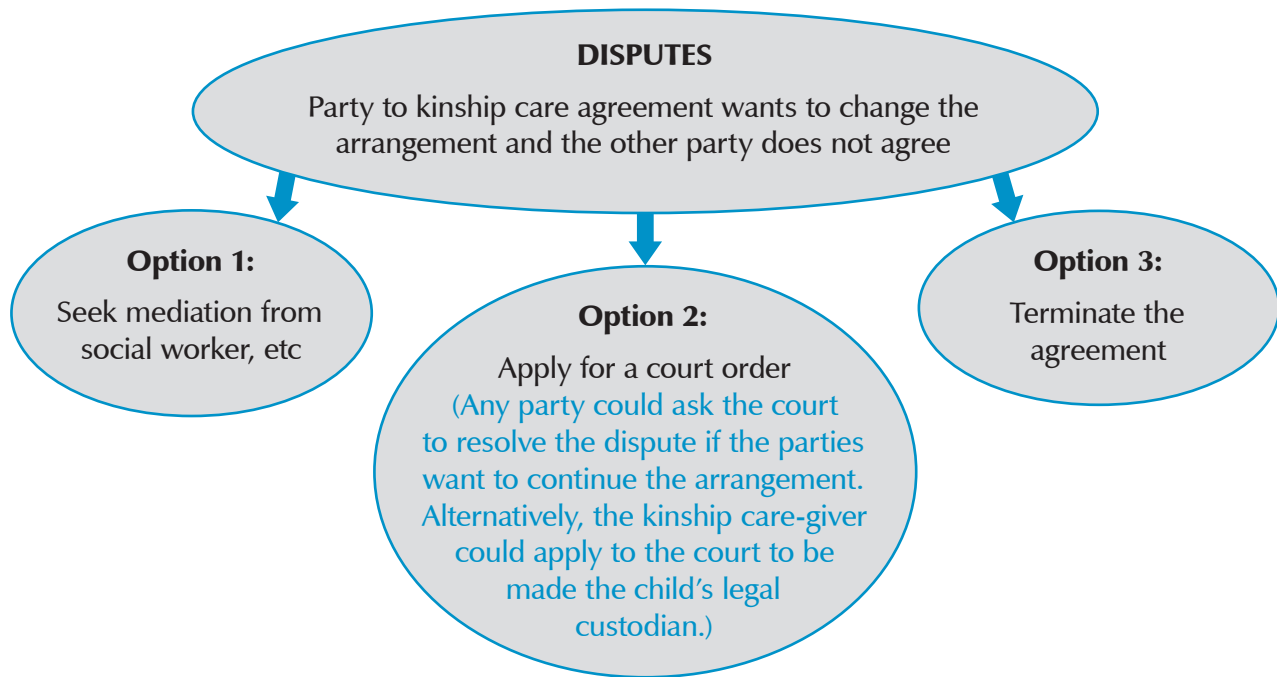 DISPUTES
Party to kinship care agreement wants to change the
arrangement and the other party does not agree
Option 1:
Seek mediation from
social worker, etc
Option 2:
Apply for a court order
(Any party could ask the court
to resolve the dispute if the parties
want to continue the arrangement.
Alternatively, the kinship care-giver
could apply to the court to be
made the child’s legal
custodian.)
Option 3:
Terminate the
agreement